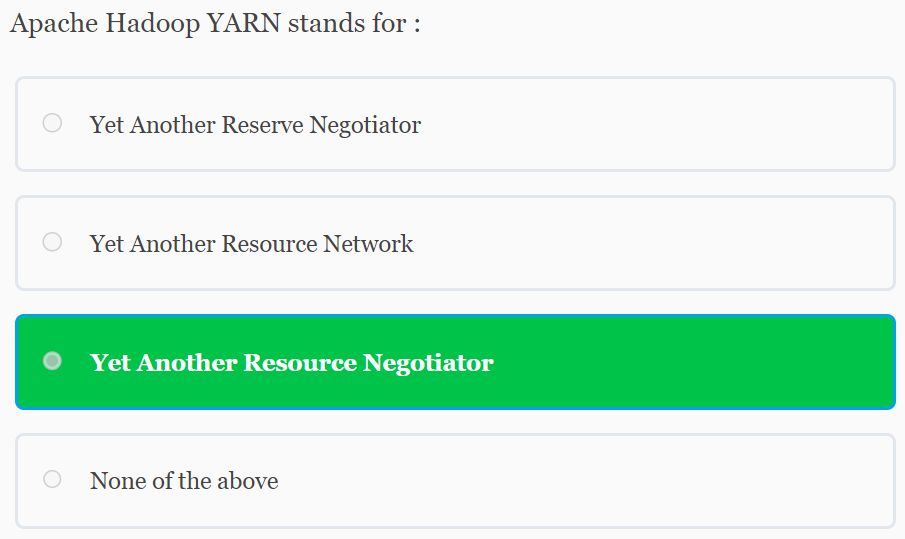 Apache Hadoop YARN stands for :
Yet Another Reserve Negotiator
Yet Another Resource Network
Yet Another Resource Negotiator
None of the above